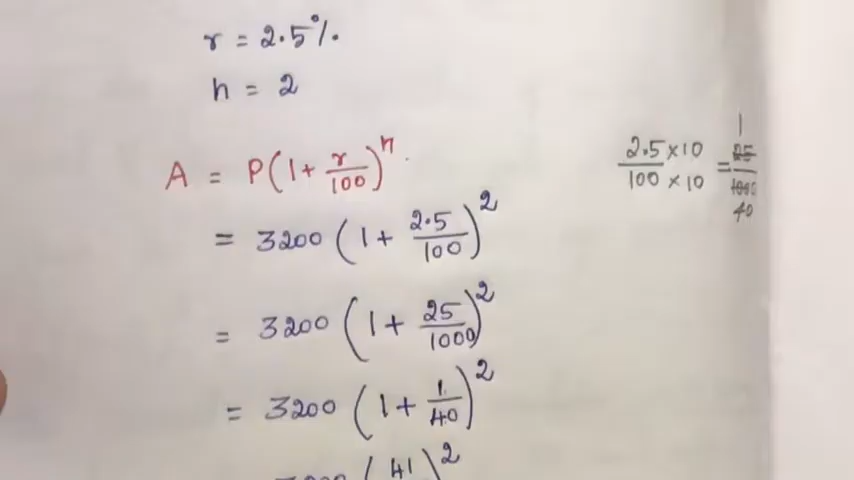 r = 2.5%.
n = 2
A = P(1 + r/100)^n.
= 3200 (1 + 2.5/100)^2
= 3200 (1 + 25/1000)^2
= 3200 (1 + 1/40)^2
(41)^2
2.5 × 10 / 100 × 10 = 25/1000
1
40